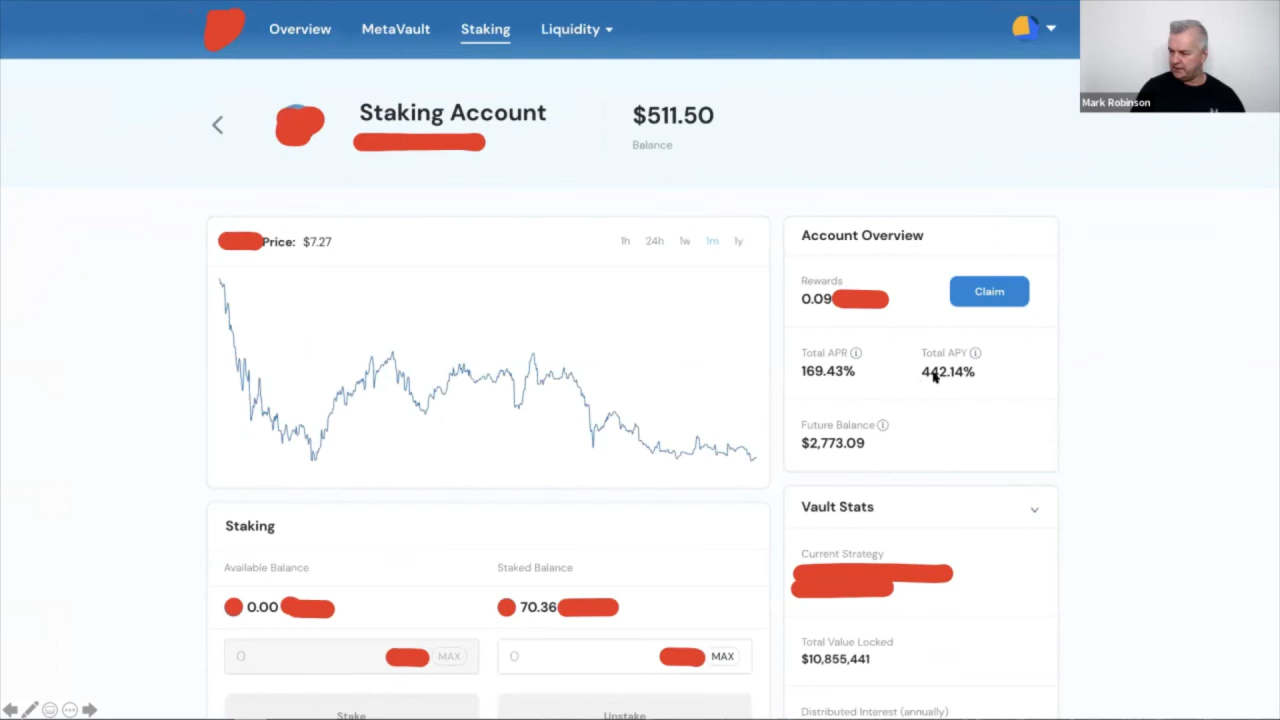 Overview MetaVault Staking Liquidity
Mark Robinson
Staking Account
$511.50
Balance
Price: $7.27
1h 24h 1w 1m 1y
Account Overview
Rewards
0.09
Claim
Total APR Total APY
169.43% 442.14%
Future Balance
$2,773.09
Staking
Available Balance Staked Balance
0.00 70.36
0 MAX 0 MAX
Stake Unstake
Vault Stats
Current Strategy
Total Value Locked
$10,855,441
Distributed Interest (annually)